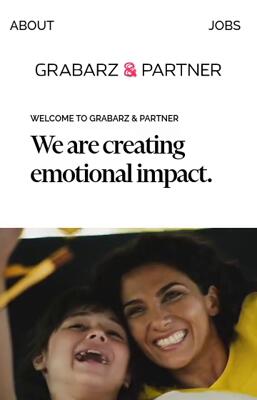 ABOUT JOBS
GRABARZ & PARTNER
WELCOME TO GRABARZ & PARTNER
We are creating
emotional impact.